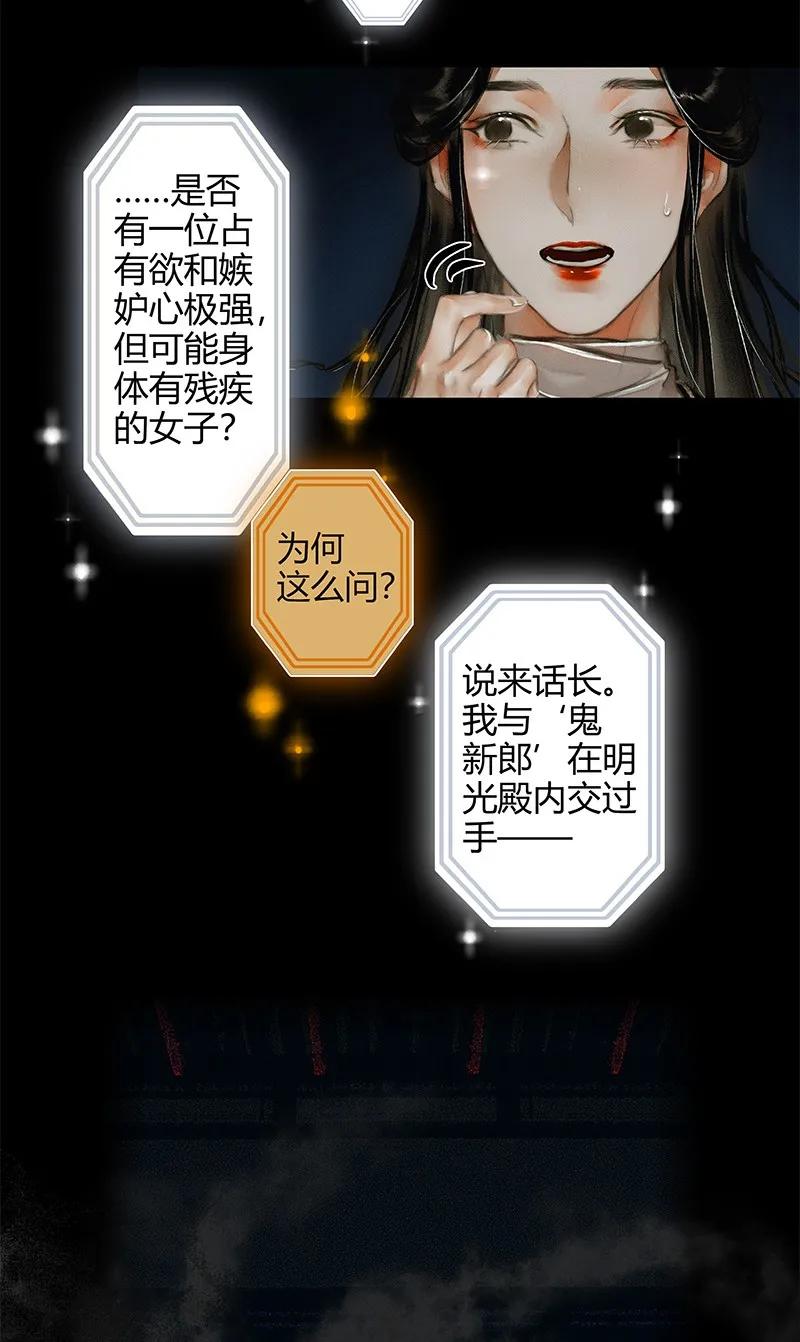 ……是否
有一位占
有欲和嫉
妒心极强，
但可能身
体有残疾
的女子？
为何
这么问？
说来话长。
我与‘鬼
新郎’在明
光殿内交过
手——